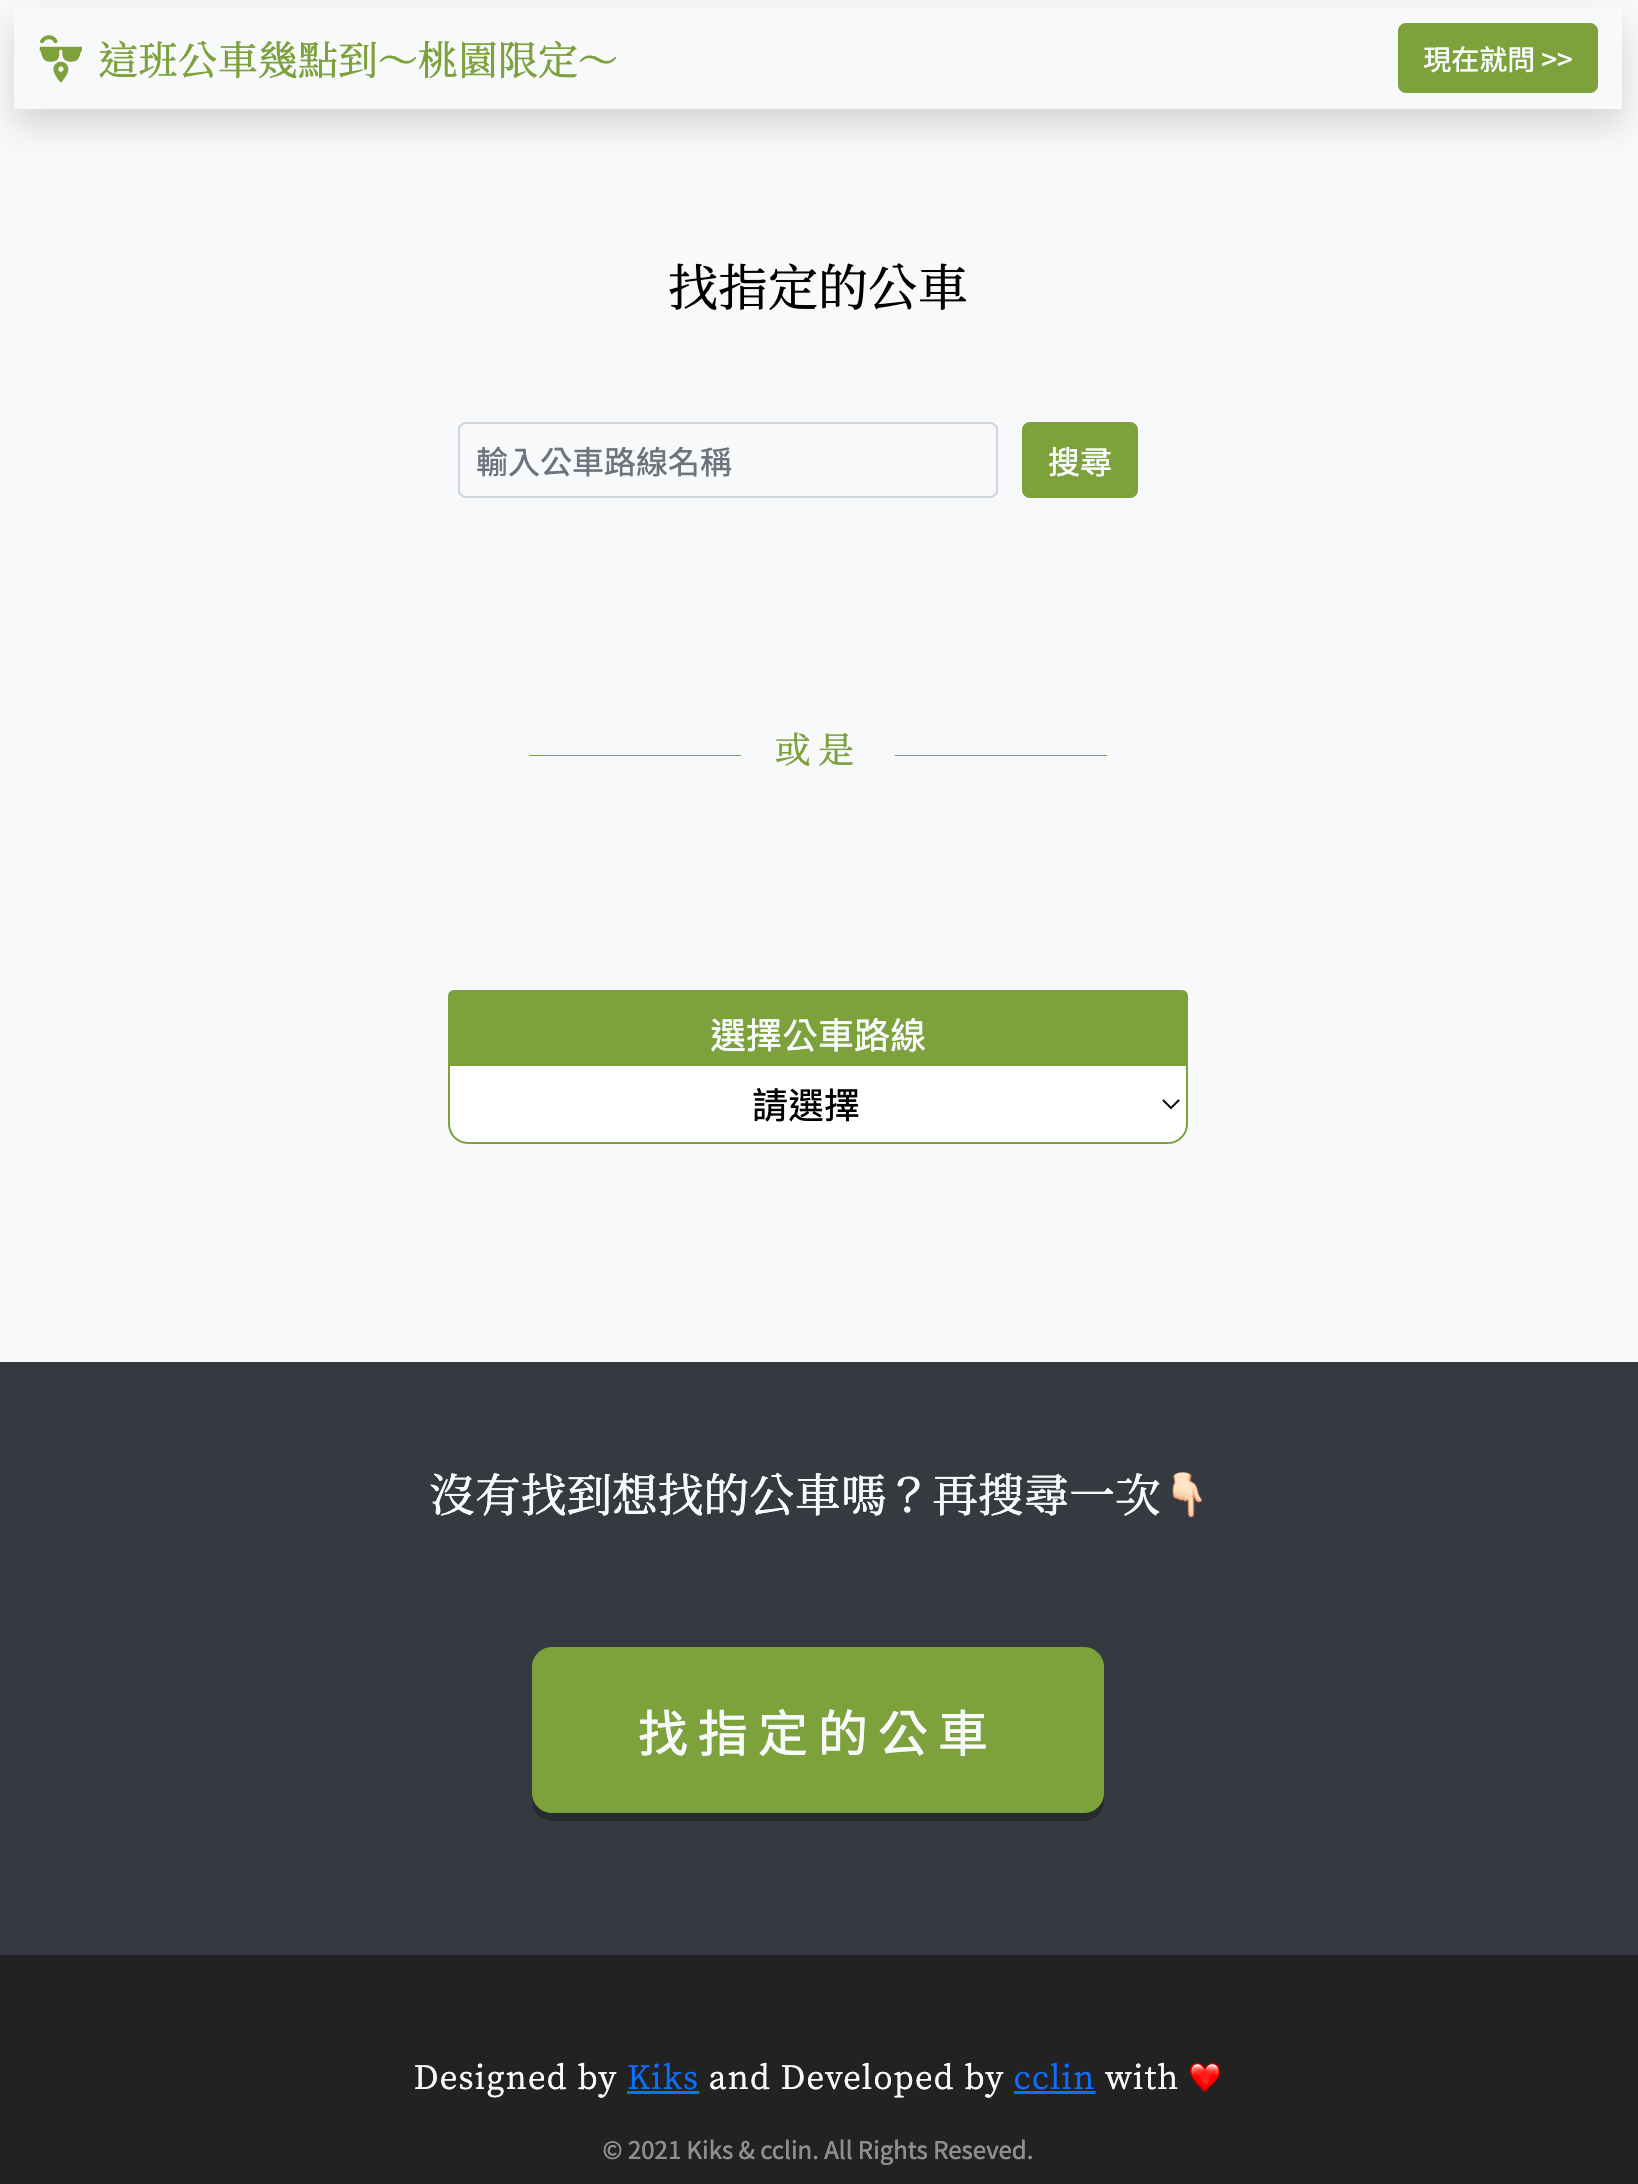 這班公車幾點到～桃園限定～
現在就問 >>
找指定的公車
輸入公車路線名稱
搜尋
或是
選擇公車路線
請選擇
沒有找到想找的公車嗎？再搜尋一次👇🏻
找指定的公車
Designed by Kiks and Developed by cclin with ❤️
© 2021 Kiks & cclin. All Rights Reseved.